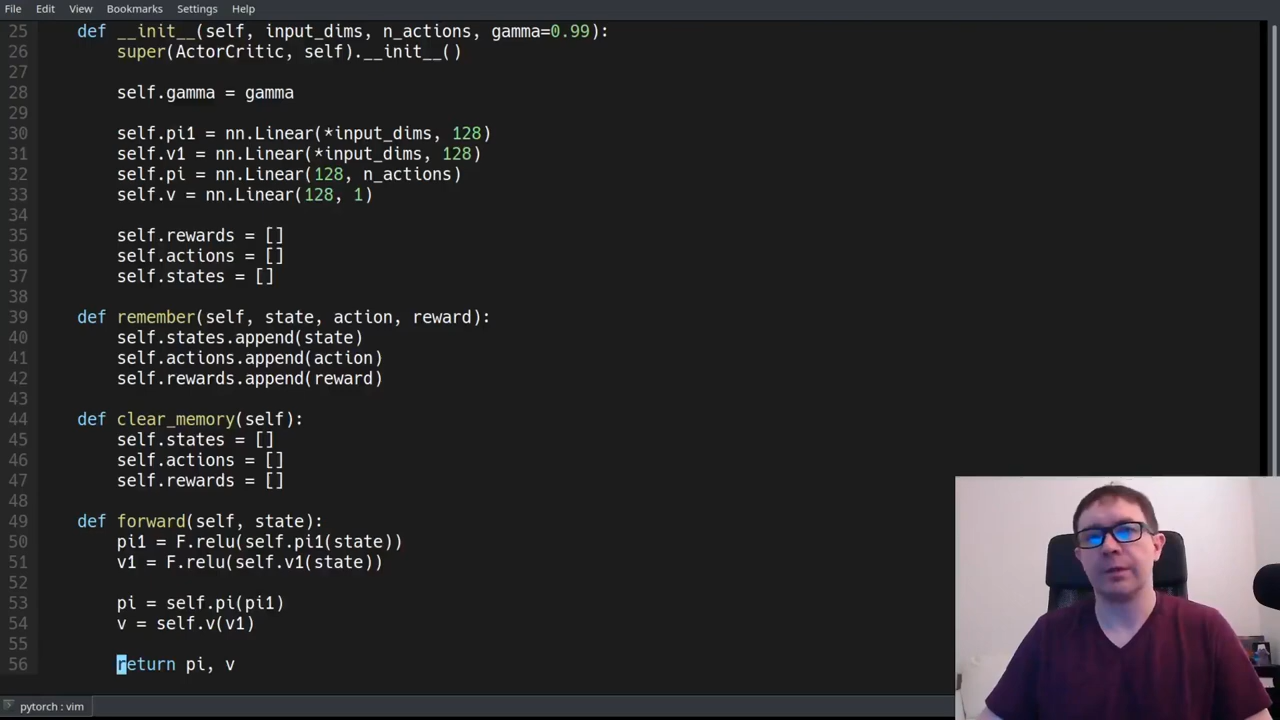 File Edit View Bookmarks Settings Help
25 def __init__(self, input_dims, n_actions, gamma=0.99):
26 super(ActorCritic, self).__init__()
27
28 self.gamma = gamma
29
30 self.pi1 = nn.Linear(*input_dims, 128)
31 self.v1 = nn.Linear(*input_dims, 128)
32 self.pi = nn.Linear(128, n_actions)
33 self.v = nn.Linear(128, 1)
34
35 self.rewards = []
36 self.actions = []
37 self.states = []
38
39 def remember(self, state, action, reward):
40 self.states.append(state)
41 self.actions.append(action)
42 self.rewards.append(reward)
43
44 def clear_memory(self):
45 self.states = []
46 self.actions = []
47 self.rewards = []
48
49 def forward(self, state):
50 pi1 = F.relu(self.pi1(state))
51 v1 = F.relu(self.v1(state))
52
53 pi = self.pi(pi1)
54 v = self.v(v1)
55
56 return pi, v
pytorch : vim